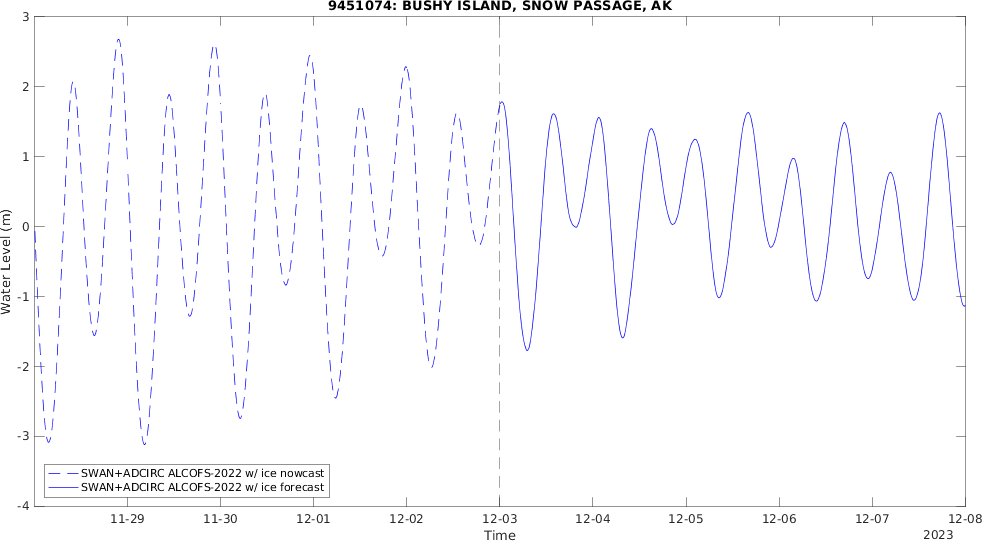 9451074: BUSHY ISLAND, SNOW PASSAGE, AK
3
2
1
0
-1
-2
-3
-4
Water Level (m)
SWAN+ADCIRC ALCOFS-2022 w/ ice nowcast
SWAN+ADCIRC ALCOFS-2022 w/ ice forecast
11-29 11-30 12-01 12-02 12-03 12-04 12-05 12-06 12-07 12-08
Time
2023